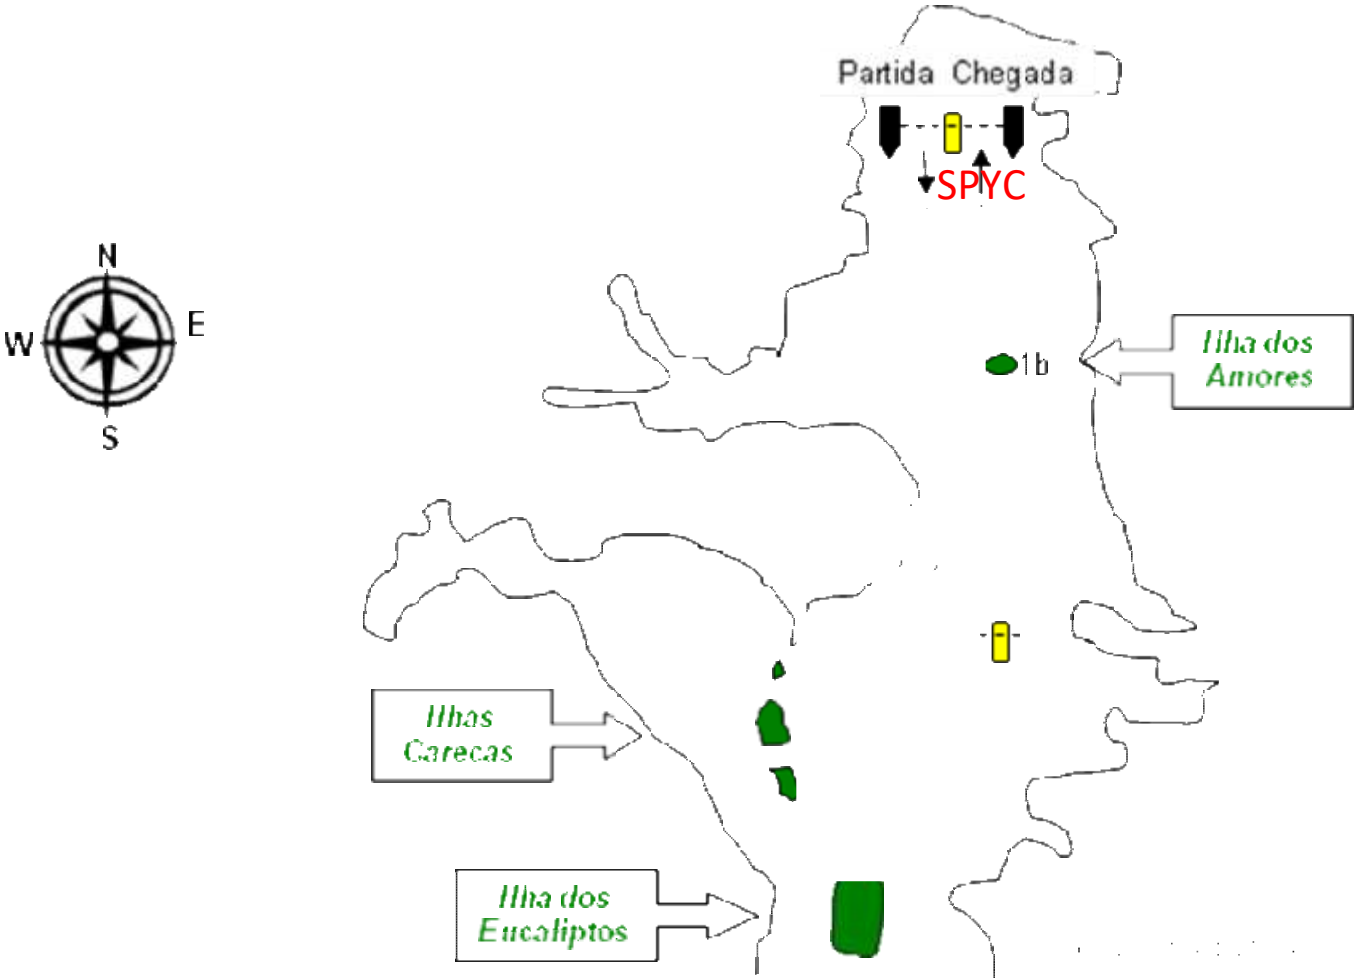 Partida Chegada
SPYC
N
W E
S
1b
Ilha dos
Amores
Ilhas
Carecas
Ilha dos
Eucaliptos